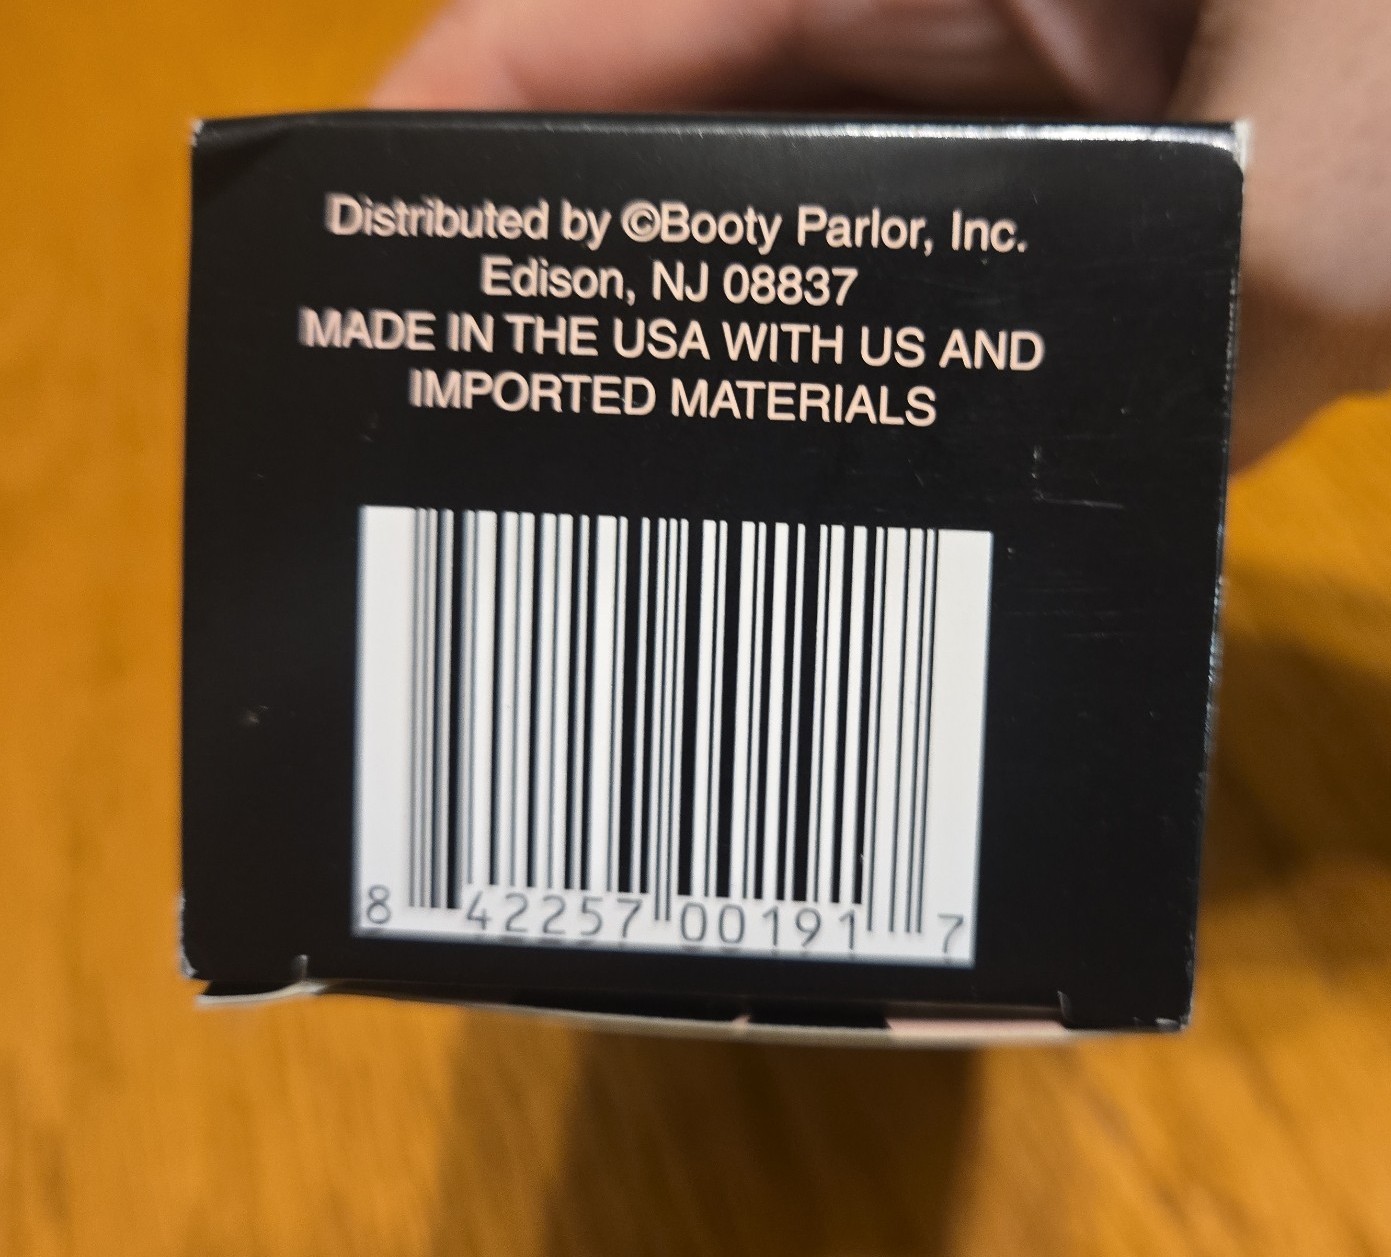 Distributed by ©Booty Parlor, Inc.
Edison, NJ 08837
MADE IN THE USA WITH US AND
IMPORTED MATERIALS
8 42257 00191 7